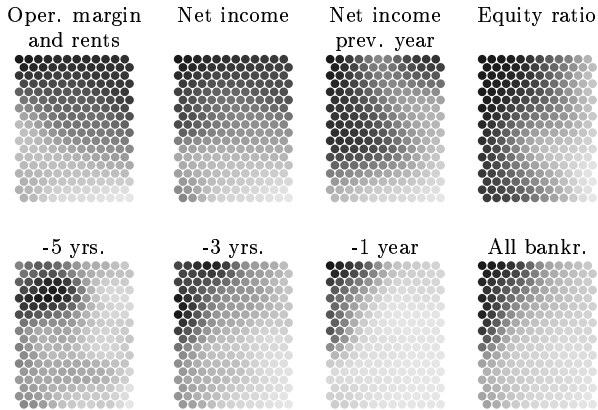 Oper. margin
and rents
Net income
Net income
prev. year
Equity ratio
-5 yrs.
-3 yrs.
-1 year
All bankr.